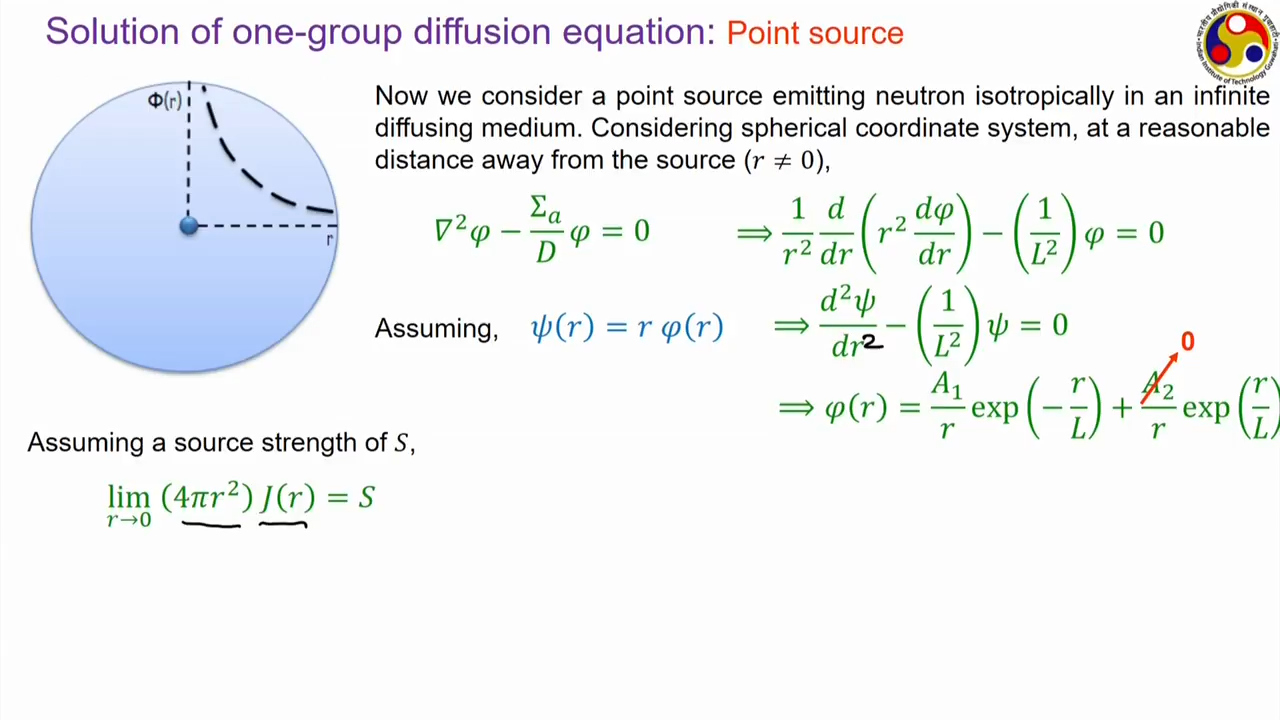 Solution of one-group diffusion equation: Point source
Φ(r)
r
Now we consider a point source emitting neutron isotropically in an infinite
diffusing medium. Considering spherical coordinate system, at a reasonable
distance away from the source (r ≠ 0),
∇²φ − Σₐ/D φ = 0 ⟹ 1/r² d/dr (r² dφ/dr) − (1/L²) φ = 0
Assuming, ψ(r) = r φ(r) ⟹ d²ψ/dr2 − (1/L²) ψ = 0
0
⟹ φ(r) = A₁/r exp(−r/L) + A₂/r exp(r/L
Assuming a source strength of S,
lim r→0 (4πr²) J(r) = S